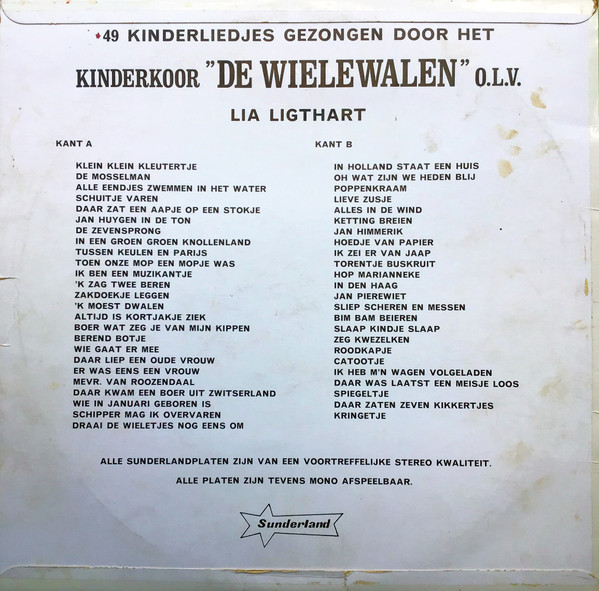 49 KINDERLIEDJES GEZONGEN DOOR HET
KINDERKOOR "DE WIELEWALEN" O.L.V.
LIA LIGTHART
KANT A
KLEIN KLEIN KLEUTERTJE
DE MOSSELMAN
ALLE EENDJES ZWEMMEN IN HET WATER
SCHUITJE VAREN
DAAR ZAT EEN AAPJE OP EEN STOKJE
JAN HUYGEN IN DE TON
DE ZEVENSPRONG
IN EEN GROEN GROEN KNOLLENLAND
TUSSEN KEULEN EN PARIJS
TOEN ONZE MOP EEN MOPJE WAS
IK BEN EEN MUZIKANTJE
'K ZAG TWEE BEREN
ZAKDOEKJE LEGGEN
'K MOEST DWALEN
ALTIJD IS KORTJAKJE ZIEK
BOER WAT ZEG JE VAN MIJN KIPPEN
BEREND BOTJE
WIE GAAT ER MEE
DAAR LIEP EEN OUDE VROUW
ER WAS EENS EEN VROUW
MEVR. VAN ROOZENDAAL
DAAR KWAM EEN BOER UIT ZWITSERLAND
WIE IN JANUARI GEBOREN IS
SCHIPPER MAG IK OVERVAREN
DRAAI DE WIELETJES NOG EENS OM
KANT B
IN HOLLAND STAAT EEN HUIS
OH WAT ZIJN WE HEDEN BLIJ
POPPENKRAAM
LIEVE ZUSJE
ALLES IN DE WIND
KETTING BREIEN
JAN HIMMERIK
HOEDJE VAN PAPIER
IK ZEI ER VAN JAAP
TORENTJE BUSKRUIT
HOP MARIANNEKE
IN DEN HAAG
JAN PIEREWIET
SLIEP SCHEREN EN MESSEN
BIM BAM BEIEREN
SLAAP KINDJE SLAAP
ZEG KWEZELKEN
ROODKAPJE
CATOOTJE
IK HEB M'N WAGEN VOLGELADEN
DAAR WAS LAATST EEN MEISJE LOOS
SPIEGELTJE
DAAR ZATEN ZEVEN KIKKERTJES
KRINGETJE
ALLE SUNDERLANDPLATEN ZIJN VAN EEN VOORTREFFELIJKE STEREO KWALITEIT.
ALLE PLATEN ZIJN TEVENS MONO AFSPEELBAAR.
Sunderland